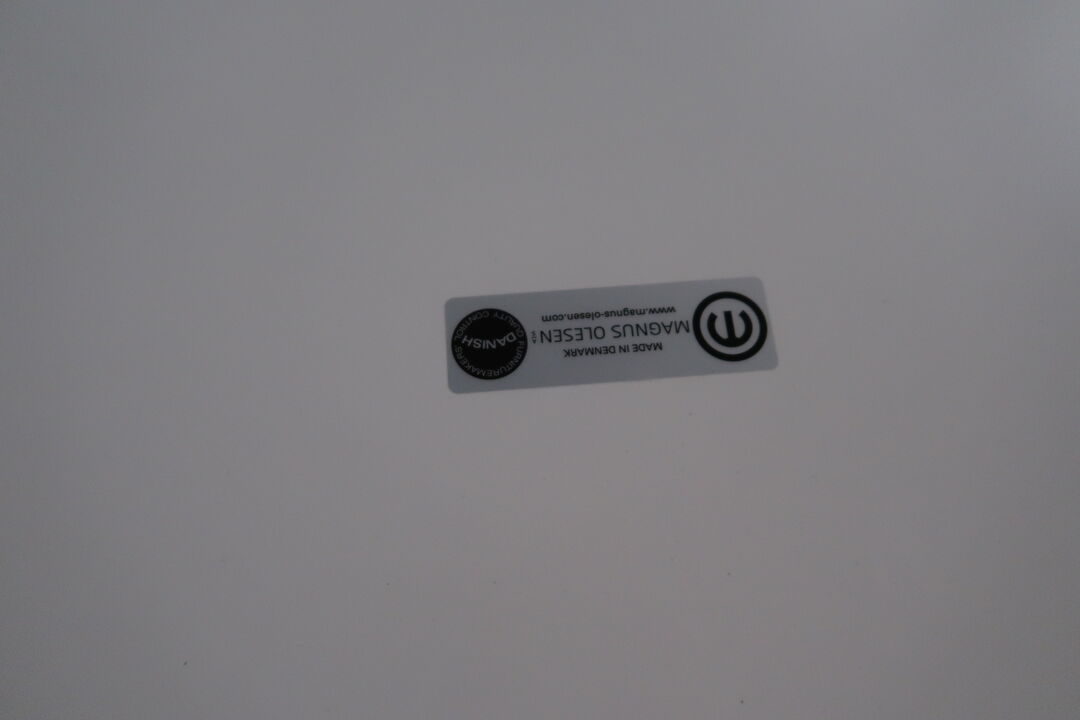 MADE IN DENMARK
MAGNUS OLESEN
www.magnus-olesen.com
DANISH
FURNITUREMAKERS'
QUALITY CONTROL